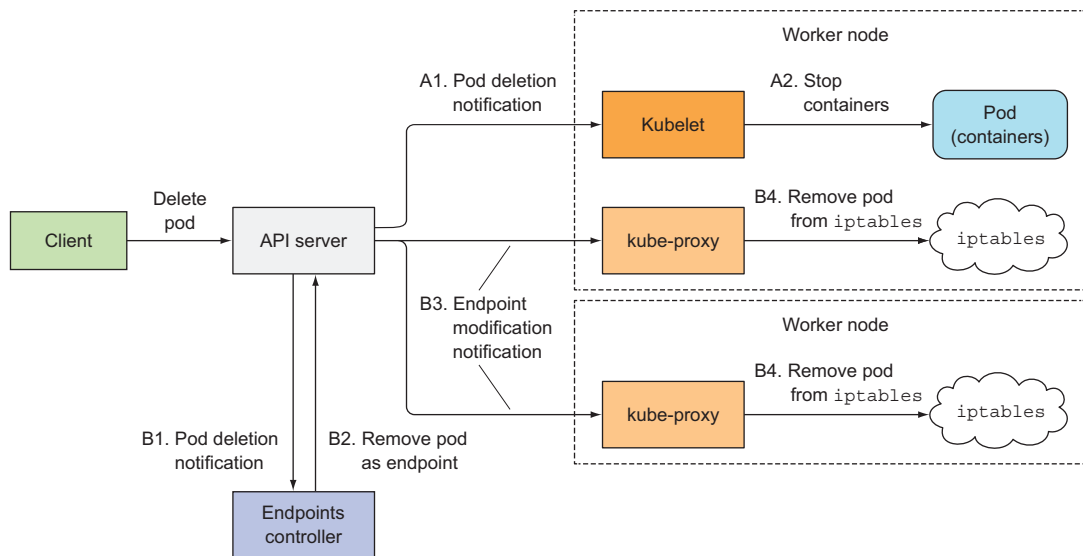 Worker node
A1. Pod deletion
notification
Kubelet
A2. Stop
containers
Pod
(containers)
Client
Delete
pod
API server
kube-proxy
B4. Remove pod
from iptables
iptables
B3. Endpoint
modification
notification
Worker node
kube-proxy
B4. Remove pod
from iptables
iptables
B1. Pod deletion
notification
B2. Remove pod
as endpoint
Endpoints
controller